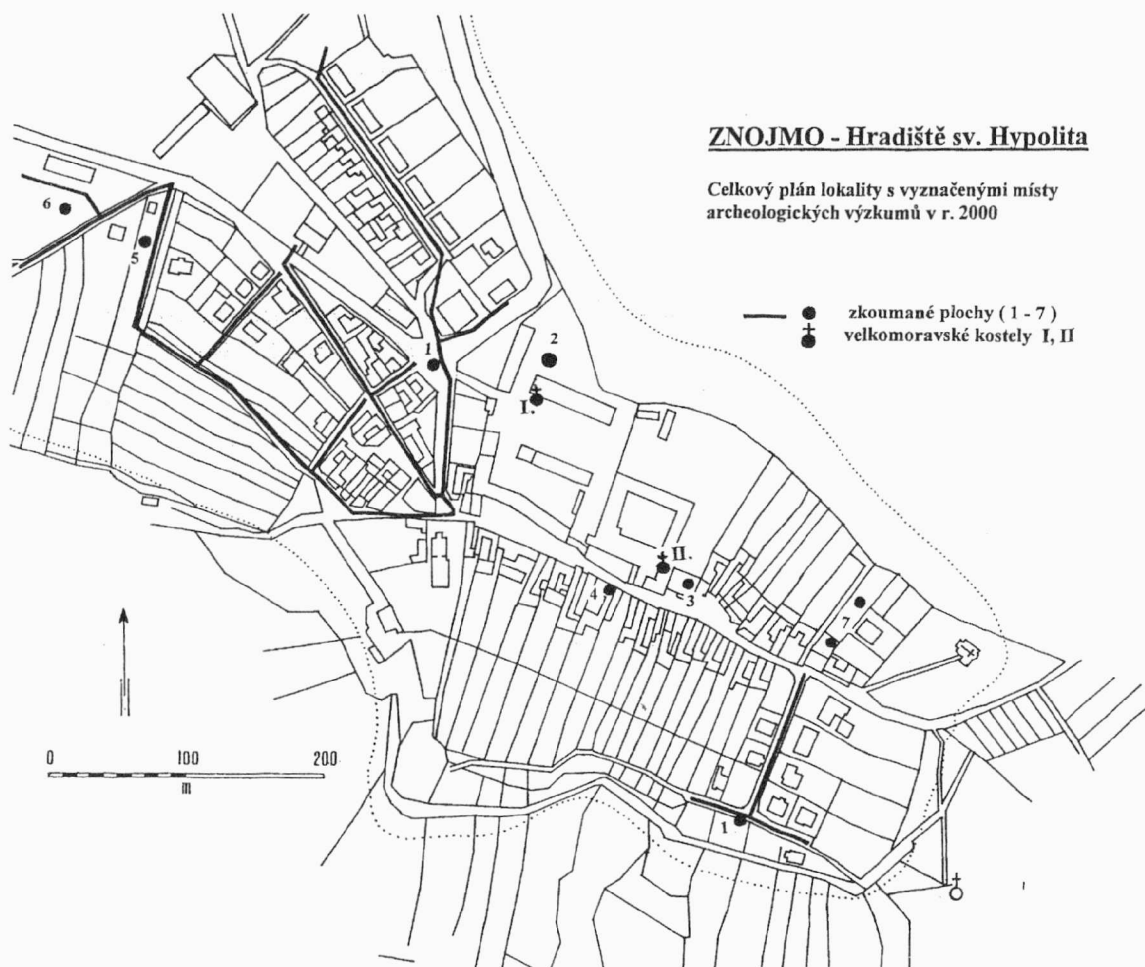 ZNOJMO - Hradiště sv. Hypolita
Celkový plán lokality s vyznačenými místy
archeologických výzkumů v r. 2000
zkoumané plochy ( 1 - 7 )
velkomoravské kostely I, II
6
5
1
2
I.
II.
4
3
7
1
0 100 200
m